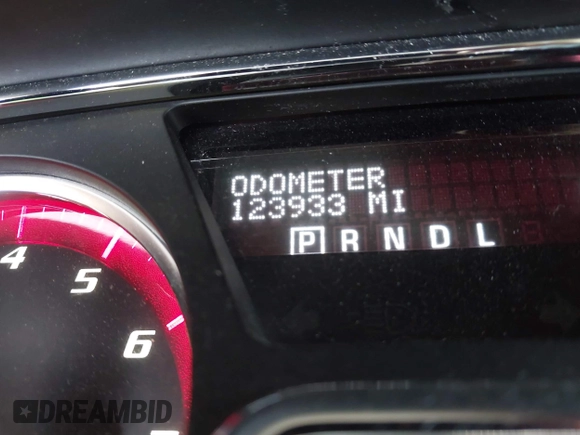 ODOMETER
123933 MI
P R N D L
4
5
6
DREAMBID